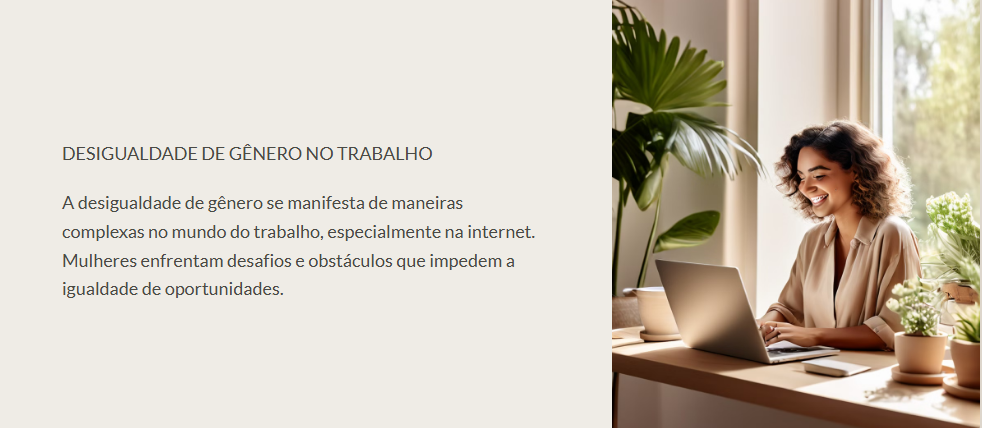 DESIGUALDADE DE GÊNERO NO TRABALHO
A desigualdade de gênero se manifesta de maneiras
complexas no mundo do trabalho, especialmente na internet.
Mulheres enfrentam desafios e obstáculos que impedem a
igualdade de oportunidades.